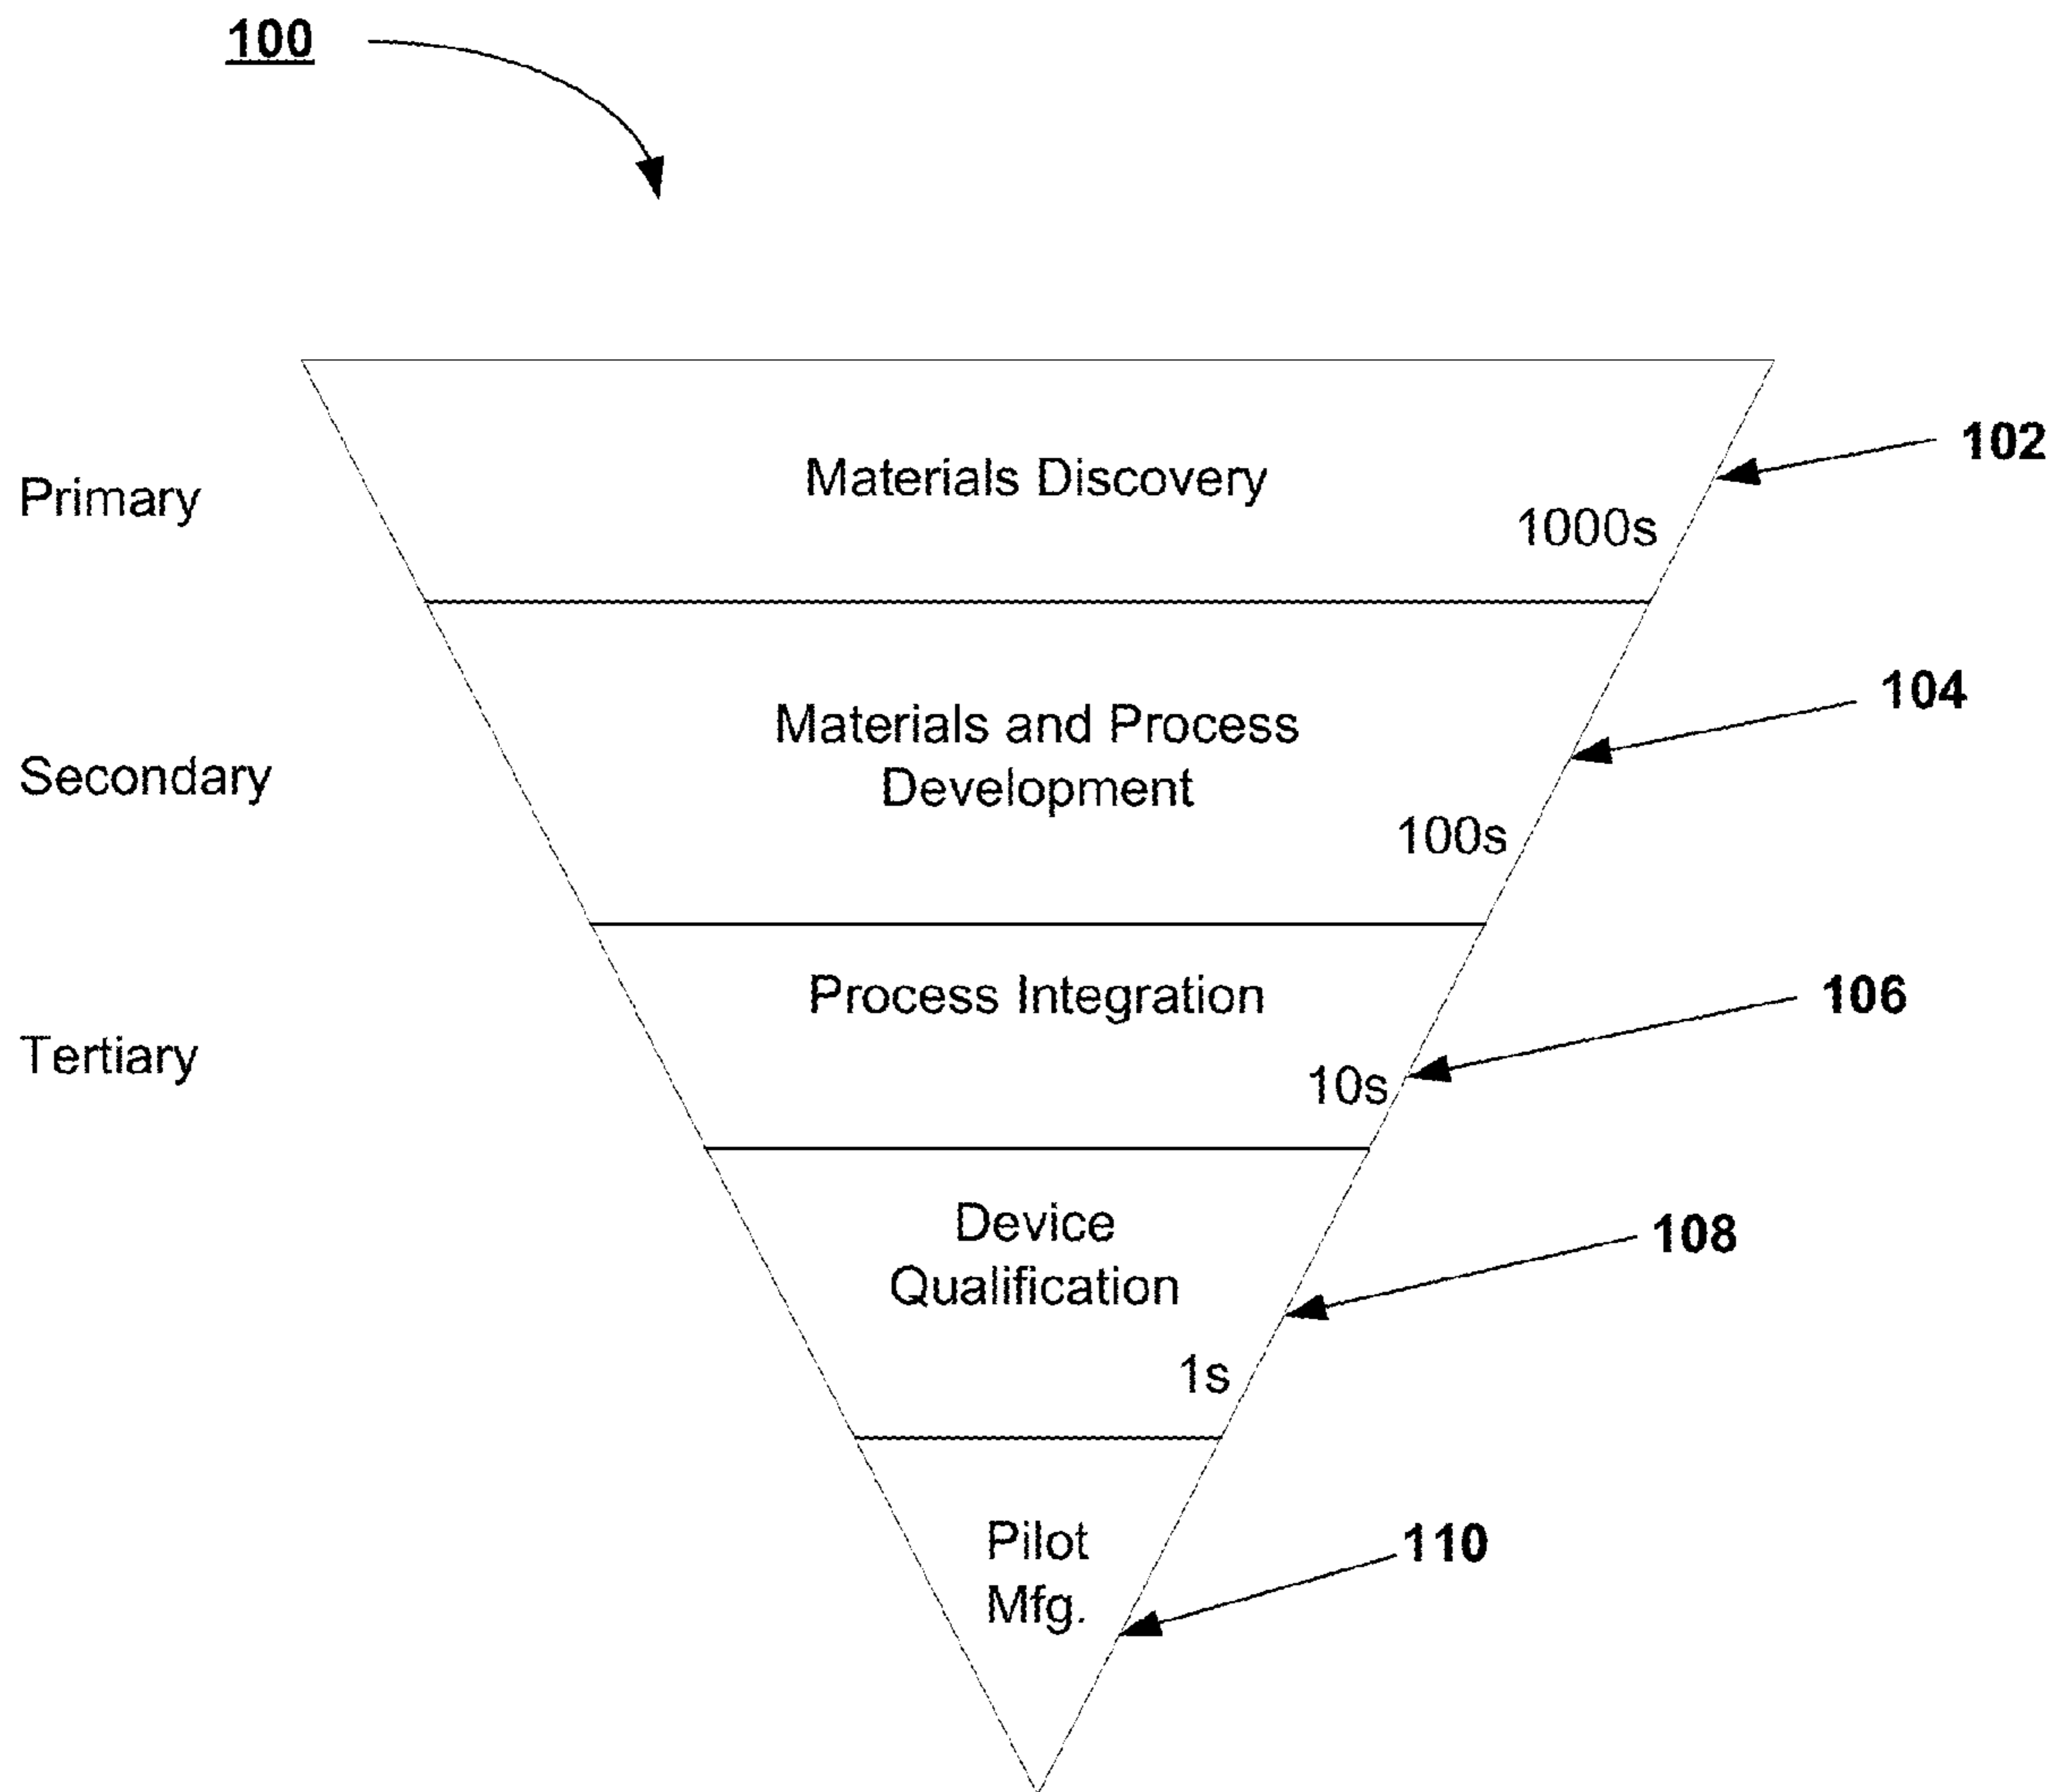 100
Materials Discovery
102
Primary
1000s
Materials and Process
Development
104
Secondary
100s
Process Integration
106
Tertiary
10s
Device
Qualification
108
1s
Pilot
Mfg.
110